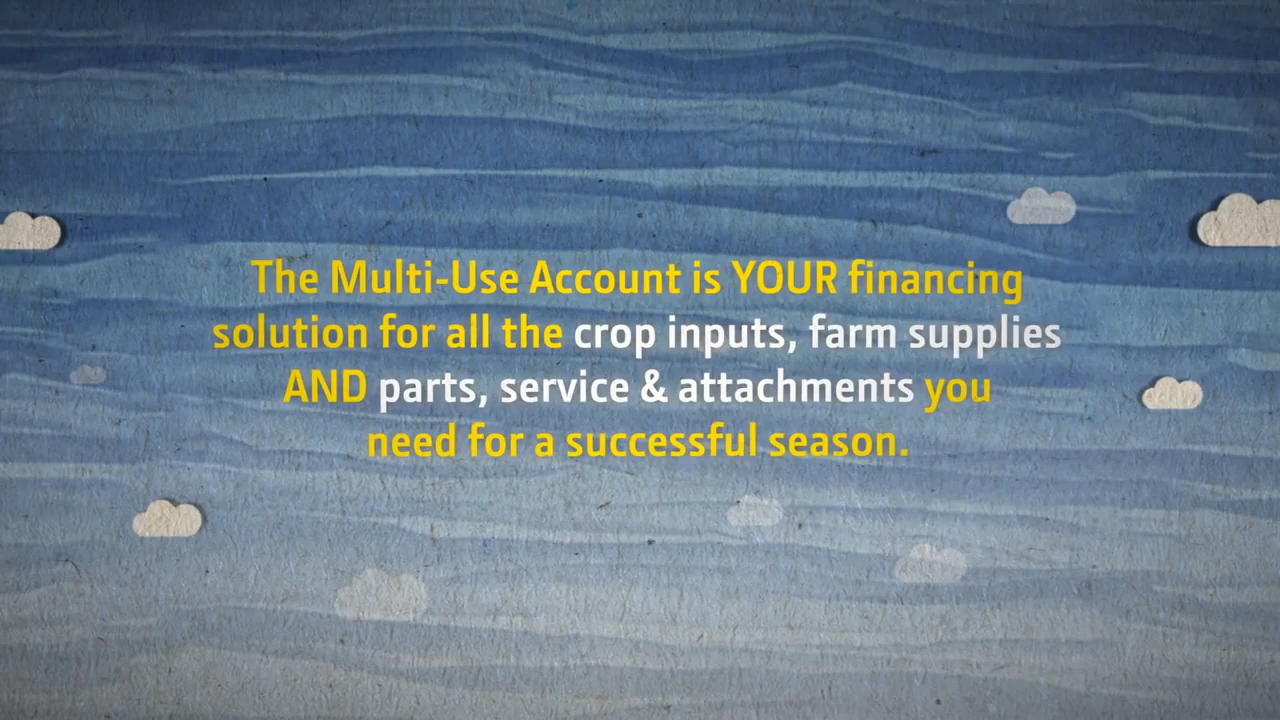 The Multi-Use Account is YOUR financing
solution for all the crop inputs, farm supplies
AND parts, service & attachments you
need for a successful season.